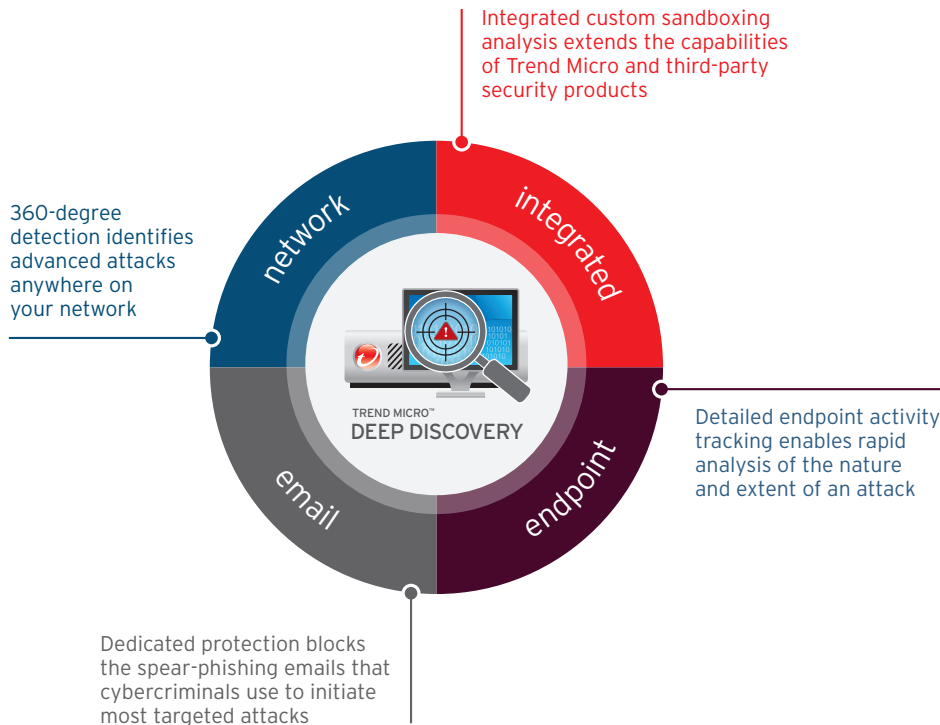 Integrated custom sandboxing
analysis extends the capabilities
of Trend Micro and third-party
security products
360-degree
detection identifies
advanced attacks
anywhere on
your network
network
integrated
TREND MICRO™
DEEP DISCOVERY
email
endpoint
Detailed endpoint activity
tracking enables rapid
analysis of the nature
and extent of an attack
Dedicated protection blocks
the spear-phishing emails that
cybercriminals use to initiate
most targeted attacks